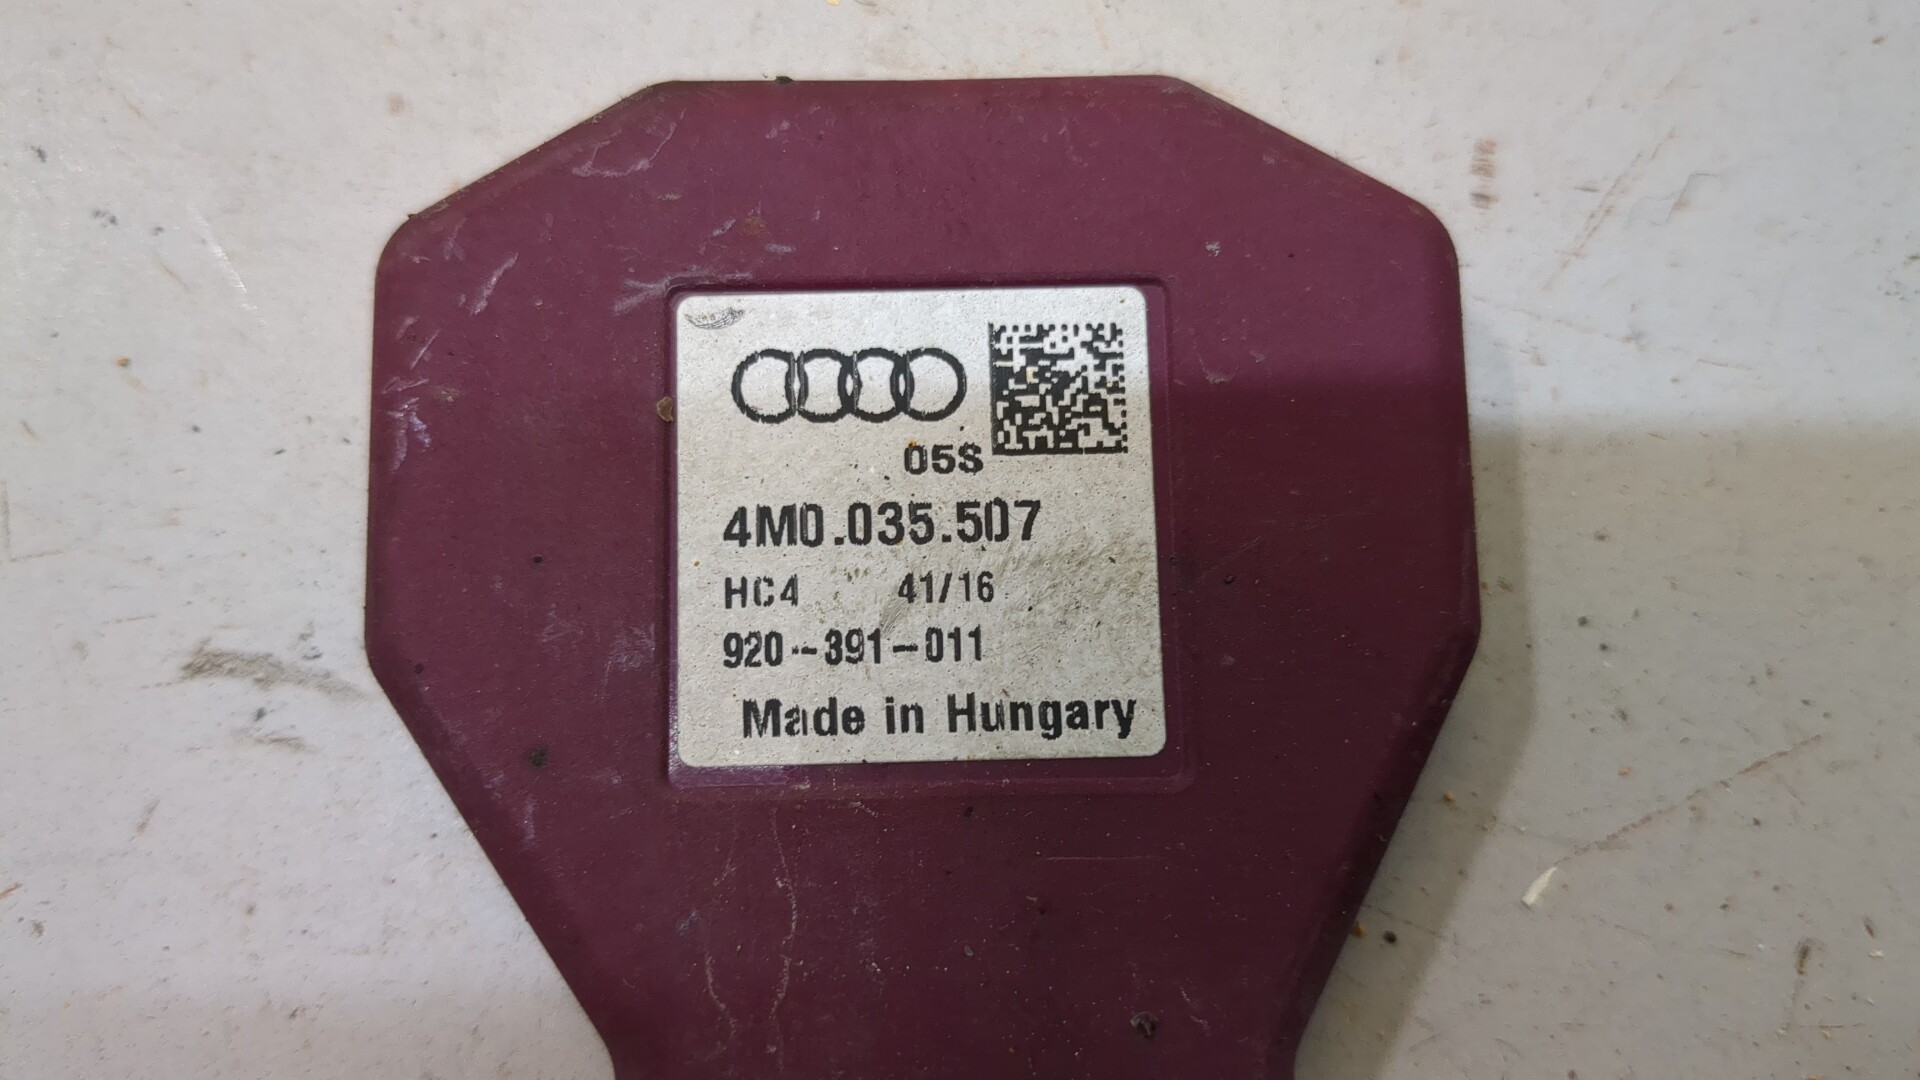 05S
4M0.035.507
HC4 41/16
920-391-011
Made in Hungary